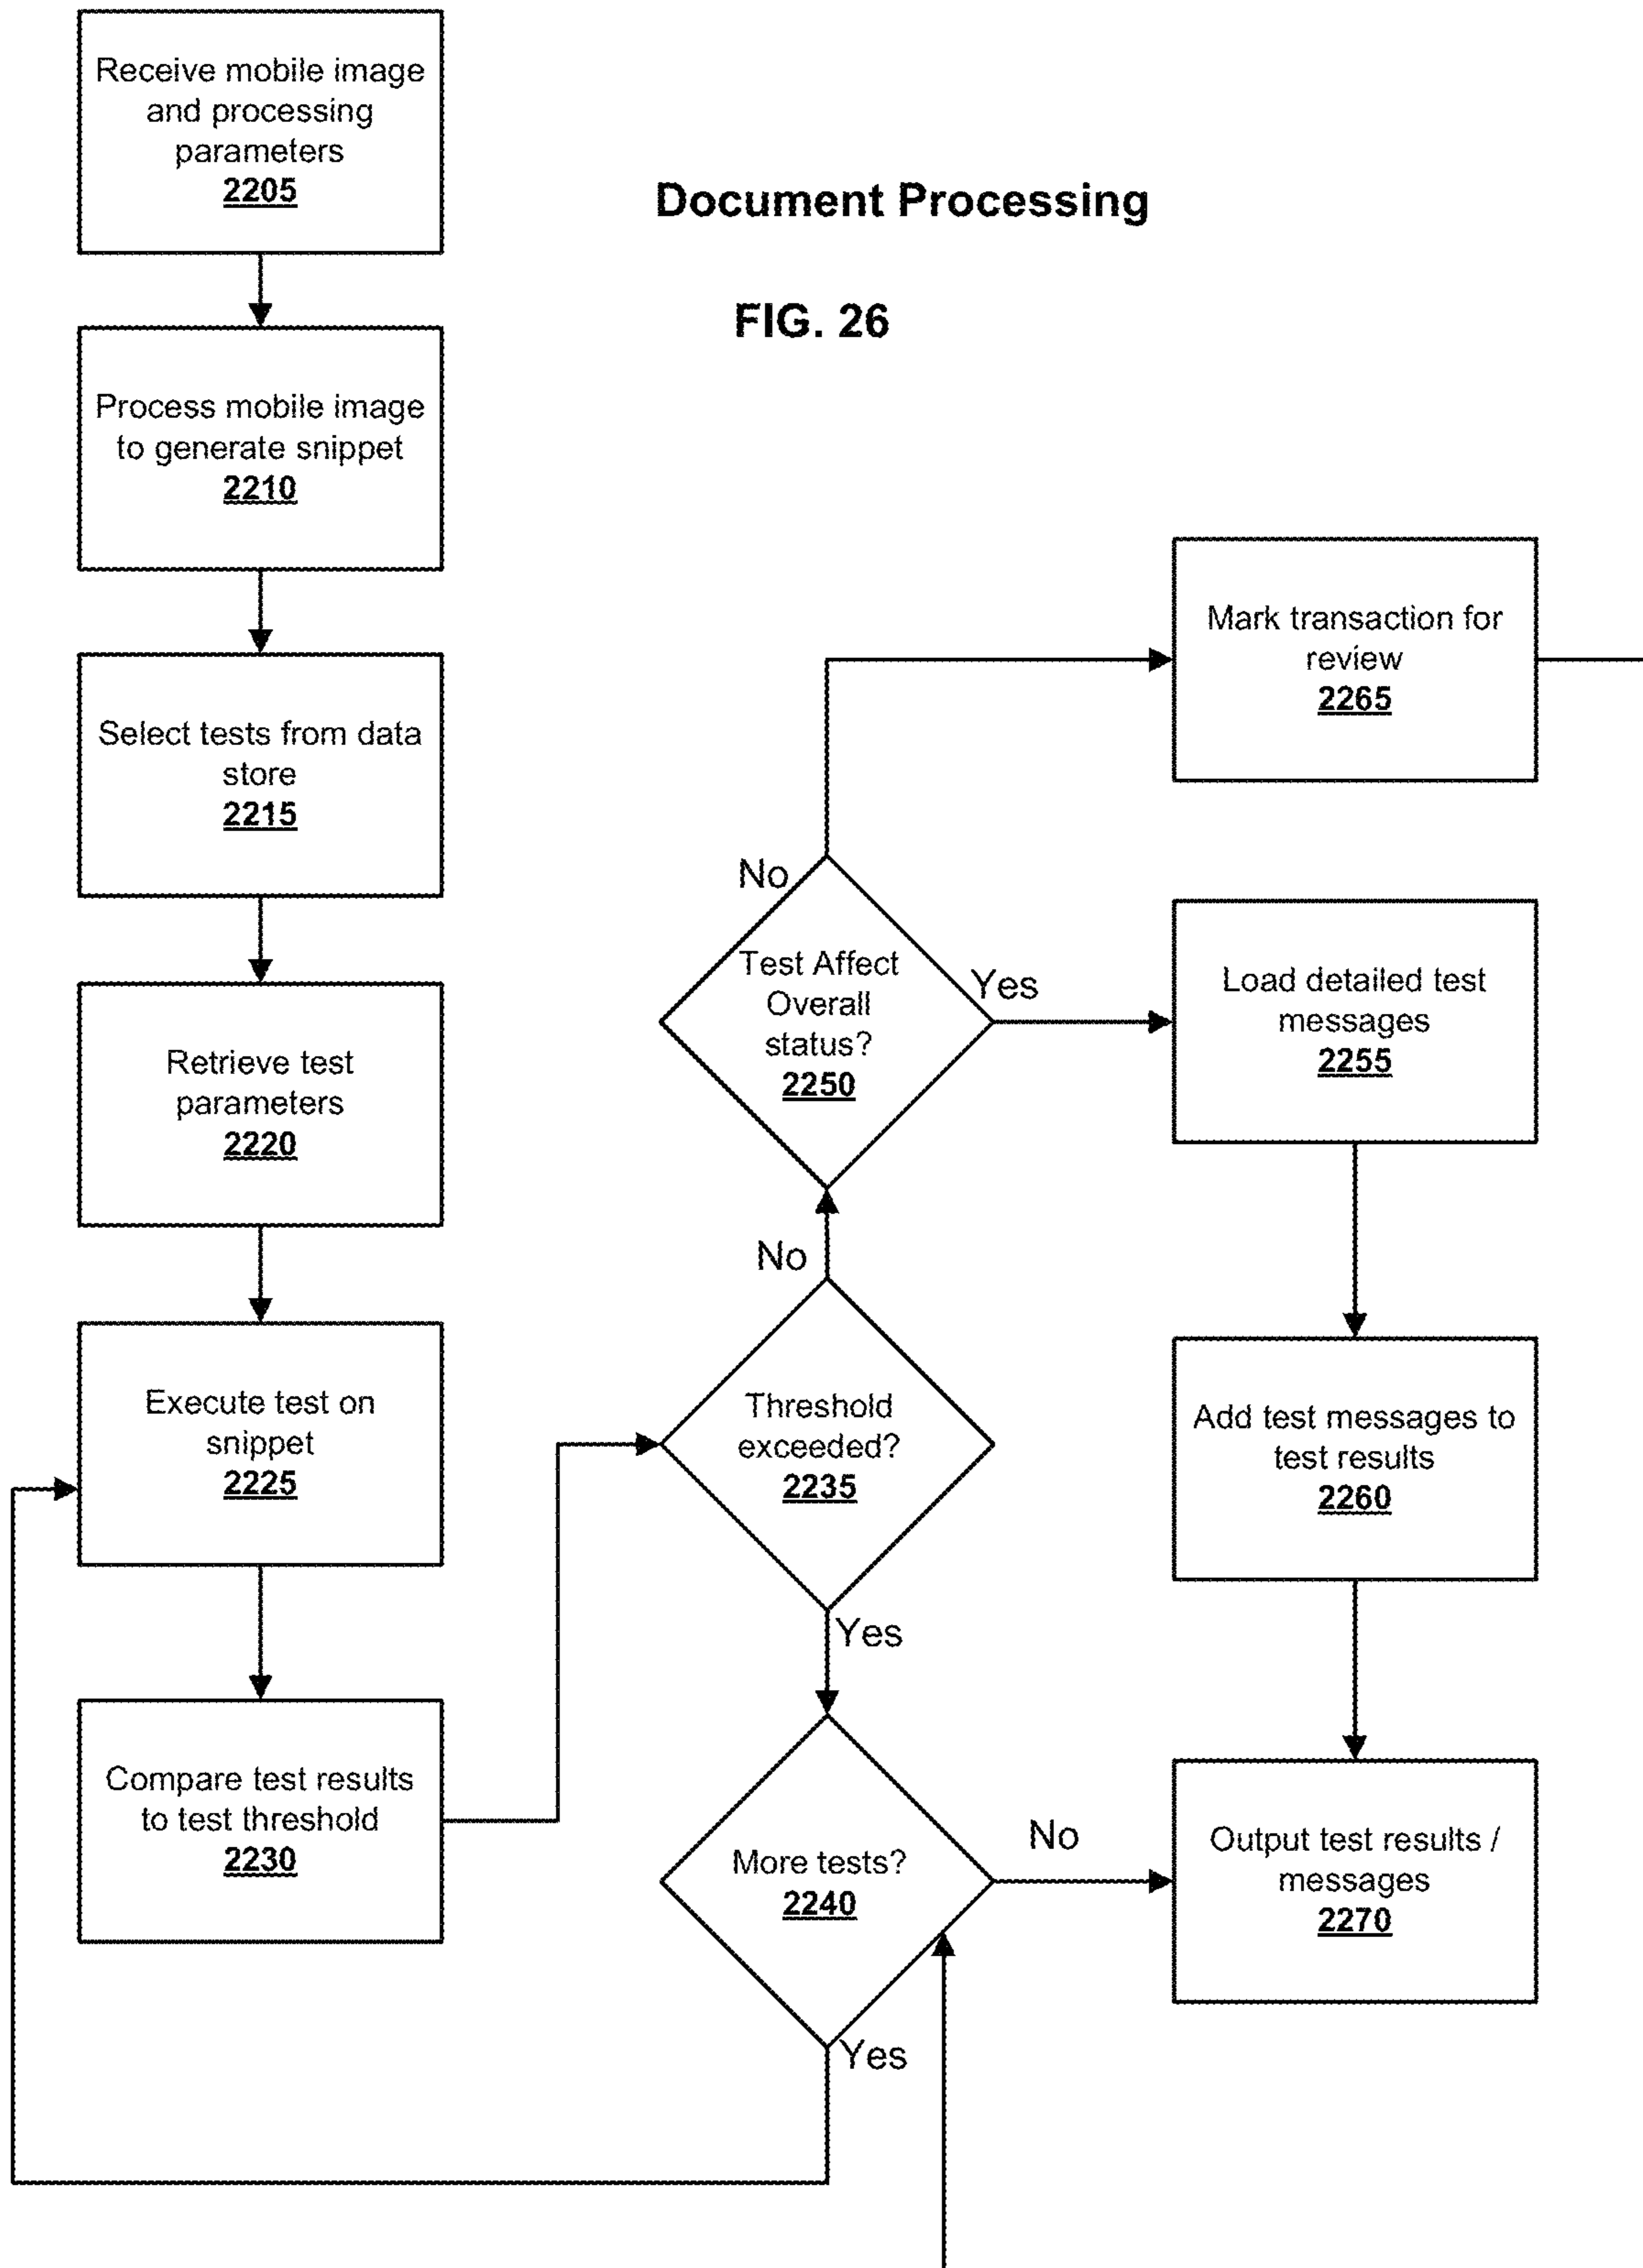 Receive mobile image
and processing
parameters
2205
Document Processing
FIG. 26
Process mobile image
to generate snippet
2210
Select tests from data
store
2215
Retrieve test
parameters
2220
Execute test on
snippet
2225
Compare test results
to test threshold
2230
Threshold
exceeded?
2235
No
Yes
Test Affect
Overall
status?
2250
No
Yes
Mark transaction for
review
2265
Load detailed test
messages
2255
Add test messages to
test results
2260
More tests?
2240
No
Yes
Output test results /
messages
2270